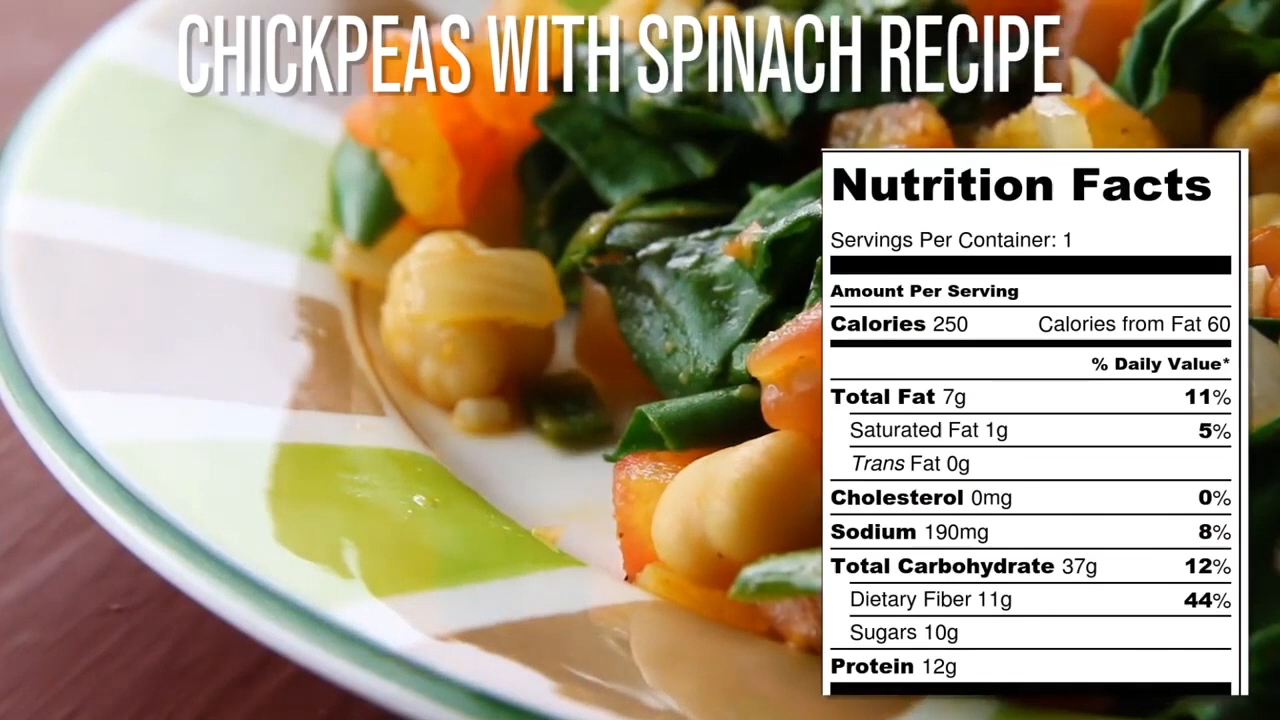 CHICKPEAS WITH SPINACH RECIPE
Nutrition Facts
Servings Per Container: 1
Amount Per Serving
Calories 250 Calories from Fat 60
% Daily Value*
Total Fat 7g 11%
Saturated Fat 1g 5%
Trans Fat 0g
Cholesterol 0mg 0%
Sodium 190mg 8%
Total Carbohydrate 37g 12%
Dietary Fiber 11g 44%
Sugars 10g
Protein 12g